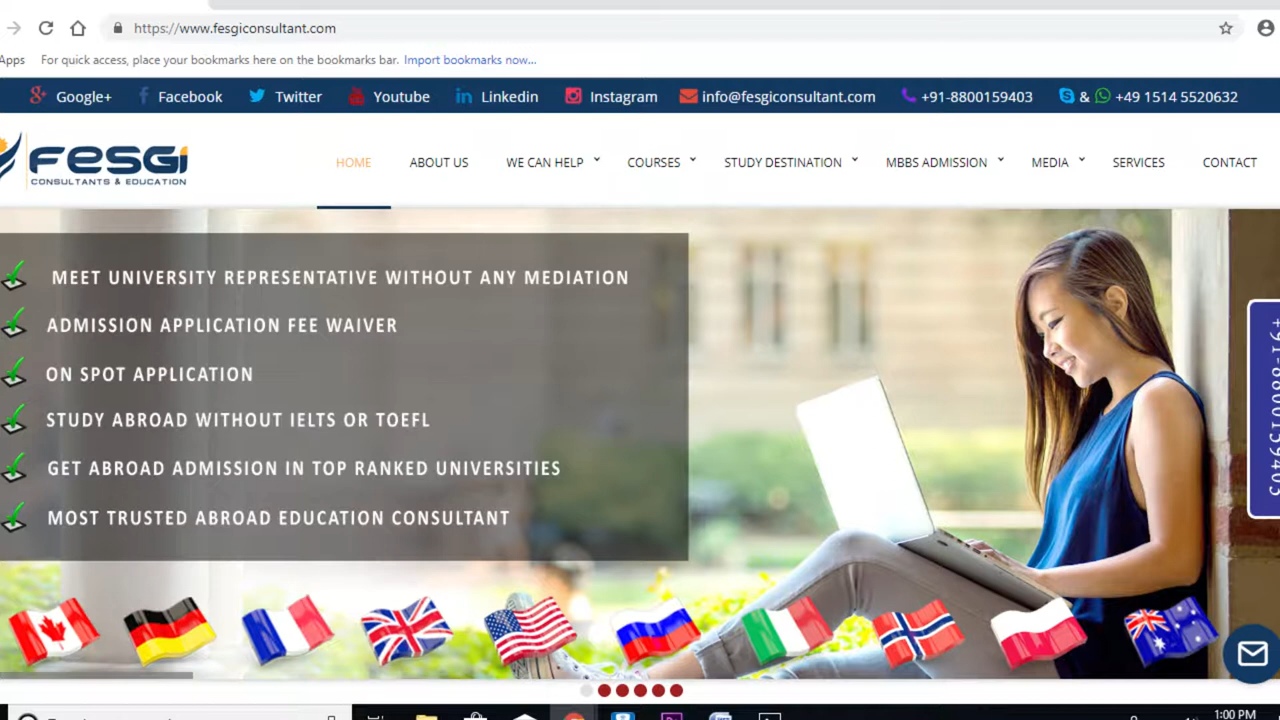 https://www.fesgiconsultant.com
Apps For quick access, place your bookmarks here on the bookmarks bar. Import bookmarks now...
Google+ Facebook Twitter Youtube Linkedin Instagram info@fesgiconsultant.com +91-8800159403 & +49 1514 5520632
FESGI
CONSULTANTS & EDUCATION
HOME ABOUT US WE CAN HELP COURSES STUDY DESTINATION MBBS ADMISSION MEDIA SERVICES CONTACT
MEET UNIVERSITY REPRESENTATIVE WITHOUT ANY MEDIATION
ADMISSION APPLICATION FEE WAIVER
ON SPOT APPLICATION
STUDY ABROAD WITHOUT IELTS OR TOEFL
GET ABROAD ADMISSION IN TOP RANKED UNIVERSITIES
MOST TRUSTED ABROAD EDUCATION CONSULTANT
+91-8800159403
1:00 PM